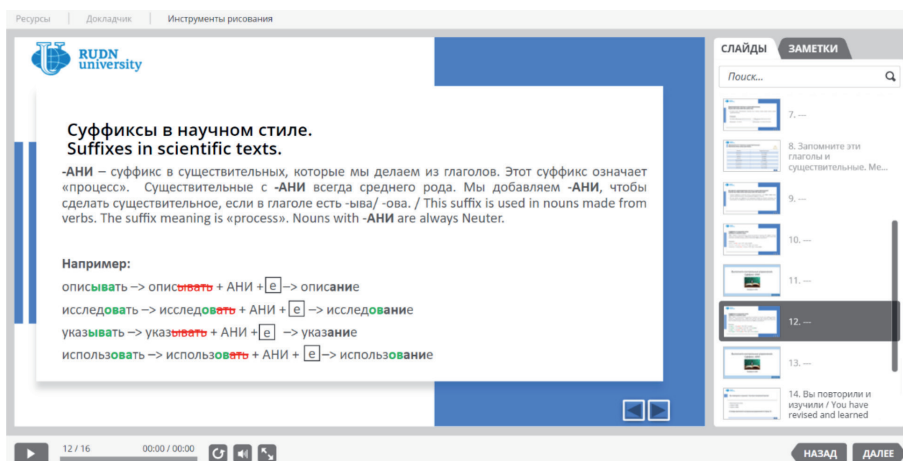 Ресурсы Докладчик Инструменты рисования
RUDN
university
Суффиксы в научном стиле.
Suffixes in scientific texts.
-АНИ – суффикс в существительных, которые мы делаем из глаголов. Этот суффикс означает
«процесс». Существительные с -АНИ всегда среднего рода. Мы добавляем -АНИ, чтобы
сделать существительное, если в глаголе есть -ыва/ -ова. / This suffix is used in nouns made from
verbs. The suffix meaning is «process». Nouns with -АНИ are always Neuter.
Например:
описывать –> описывать + АНИ + е –> описание
исследовать –> исследовать + АНИ + е –> исследование
указывать –> указывать + АНИ + е –> указание
использовать –> использовать + АНИ + е –> использование
12 / 16 00:00 / 00:00
СЛАЙДЫ ЗАМЕТКИ
Поиск...
7. ---
8. Запомните эти
глаголы и
существительные. Ме...
9. ---
10. ---
11. ---
12. ---
13. ---
14. Вы повторили и
изучили / You have
revised and learned
НАЗАД ДАЛЕЕ